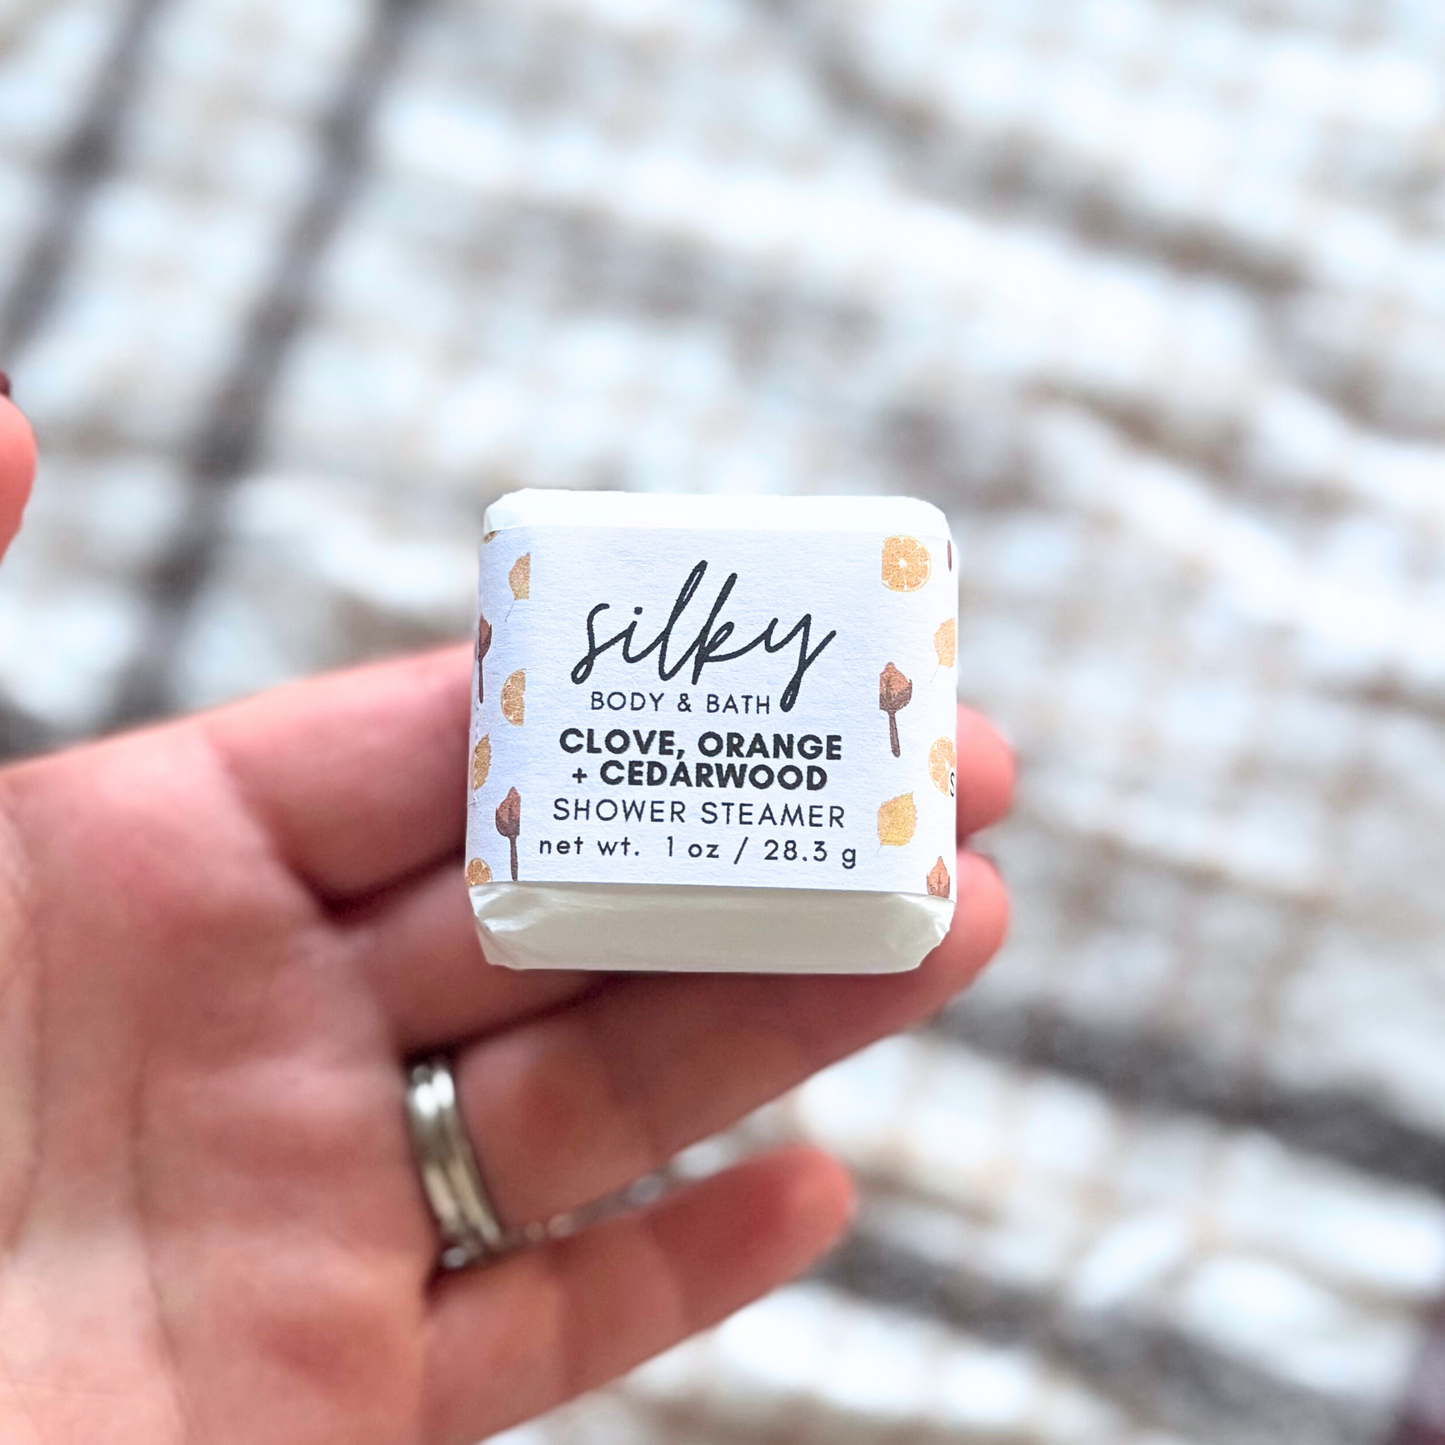 silky
BODY & BATH
CLOVE, ORANGE
+ CEDARWOOD
SHOWER STEAMER
net wt. 1 oz / 28.3 g